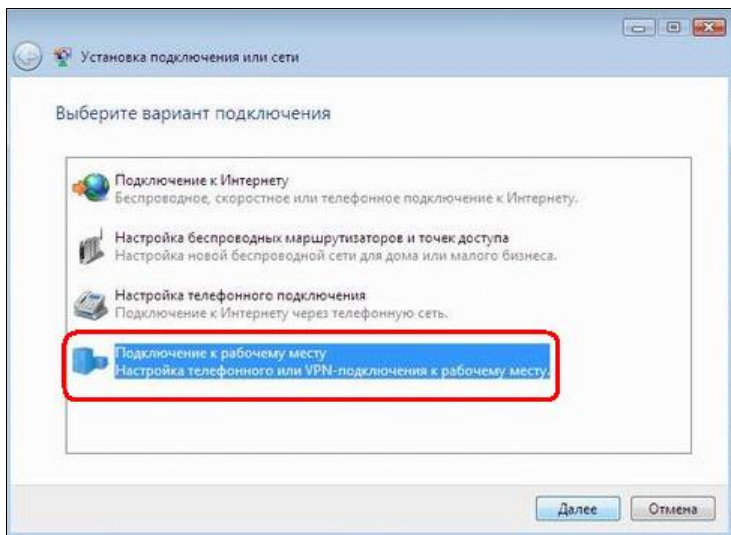 Установка подключения или сети
Выберите вариант подключения
Подключение к Интернету
Беспроводное, скоростное или телефонное подключение к Интернету.
Настройка беспроводных маршрутизаторов и точек доступа
Настройка новой беспроводной сети для дома или малого бизнеса.
Настройка телефонного подключения
Подключение к Интернету через телефонную сеть.
Подключение к рабочему месту
Настройка телефонного или VPN-подключения к рабочему месту.
Далее Отмена